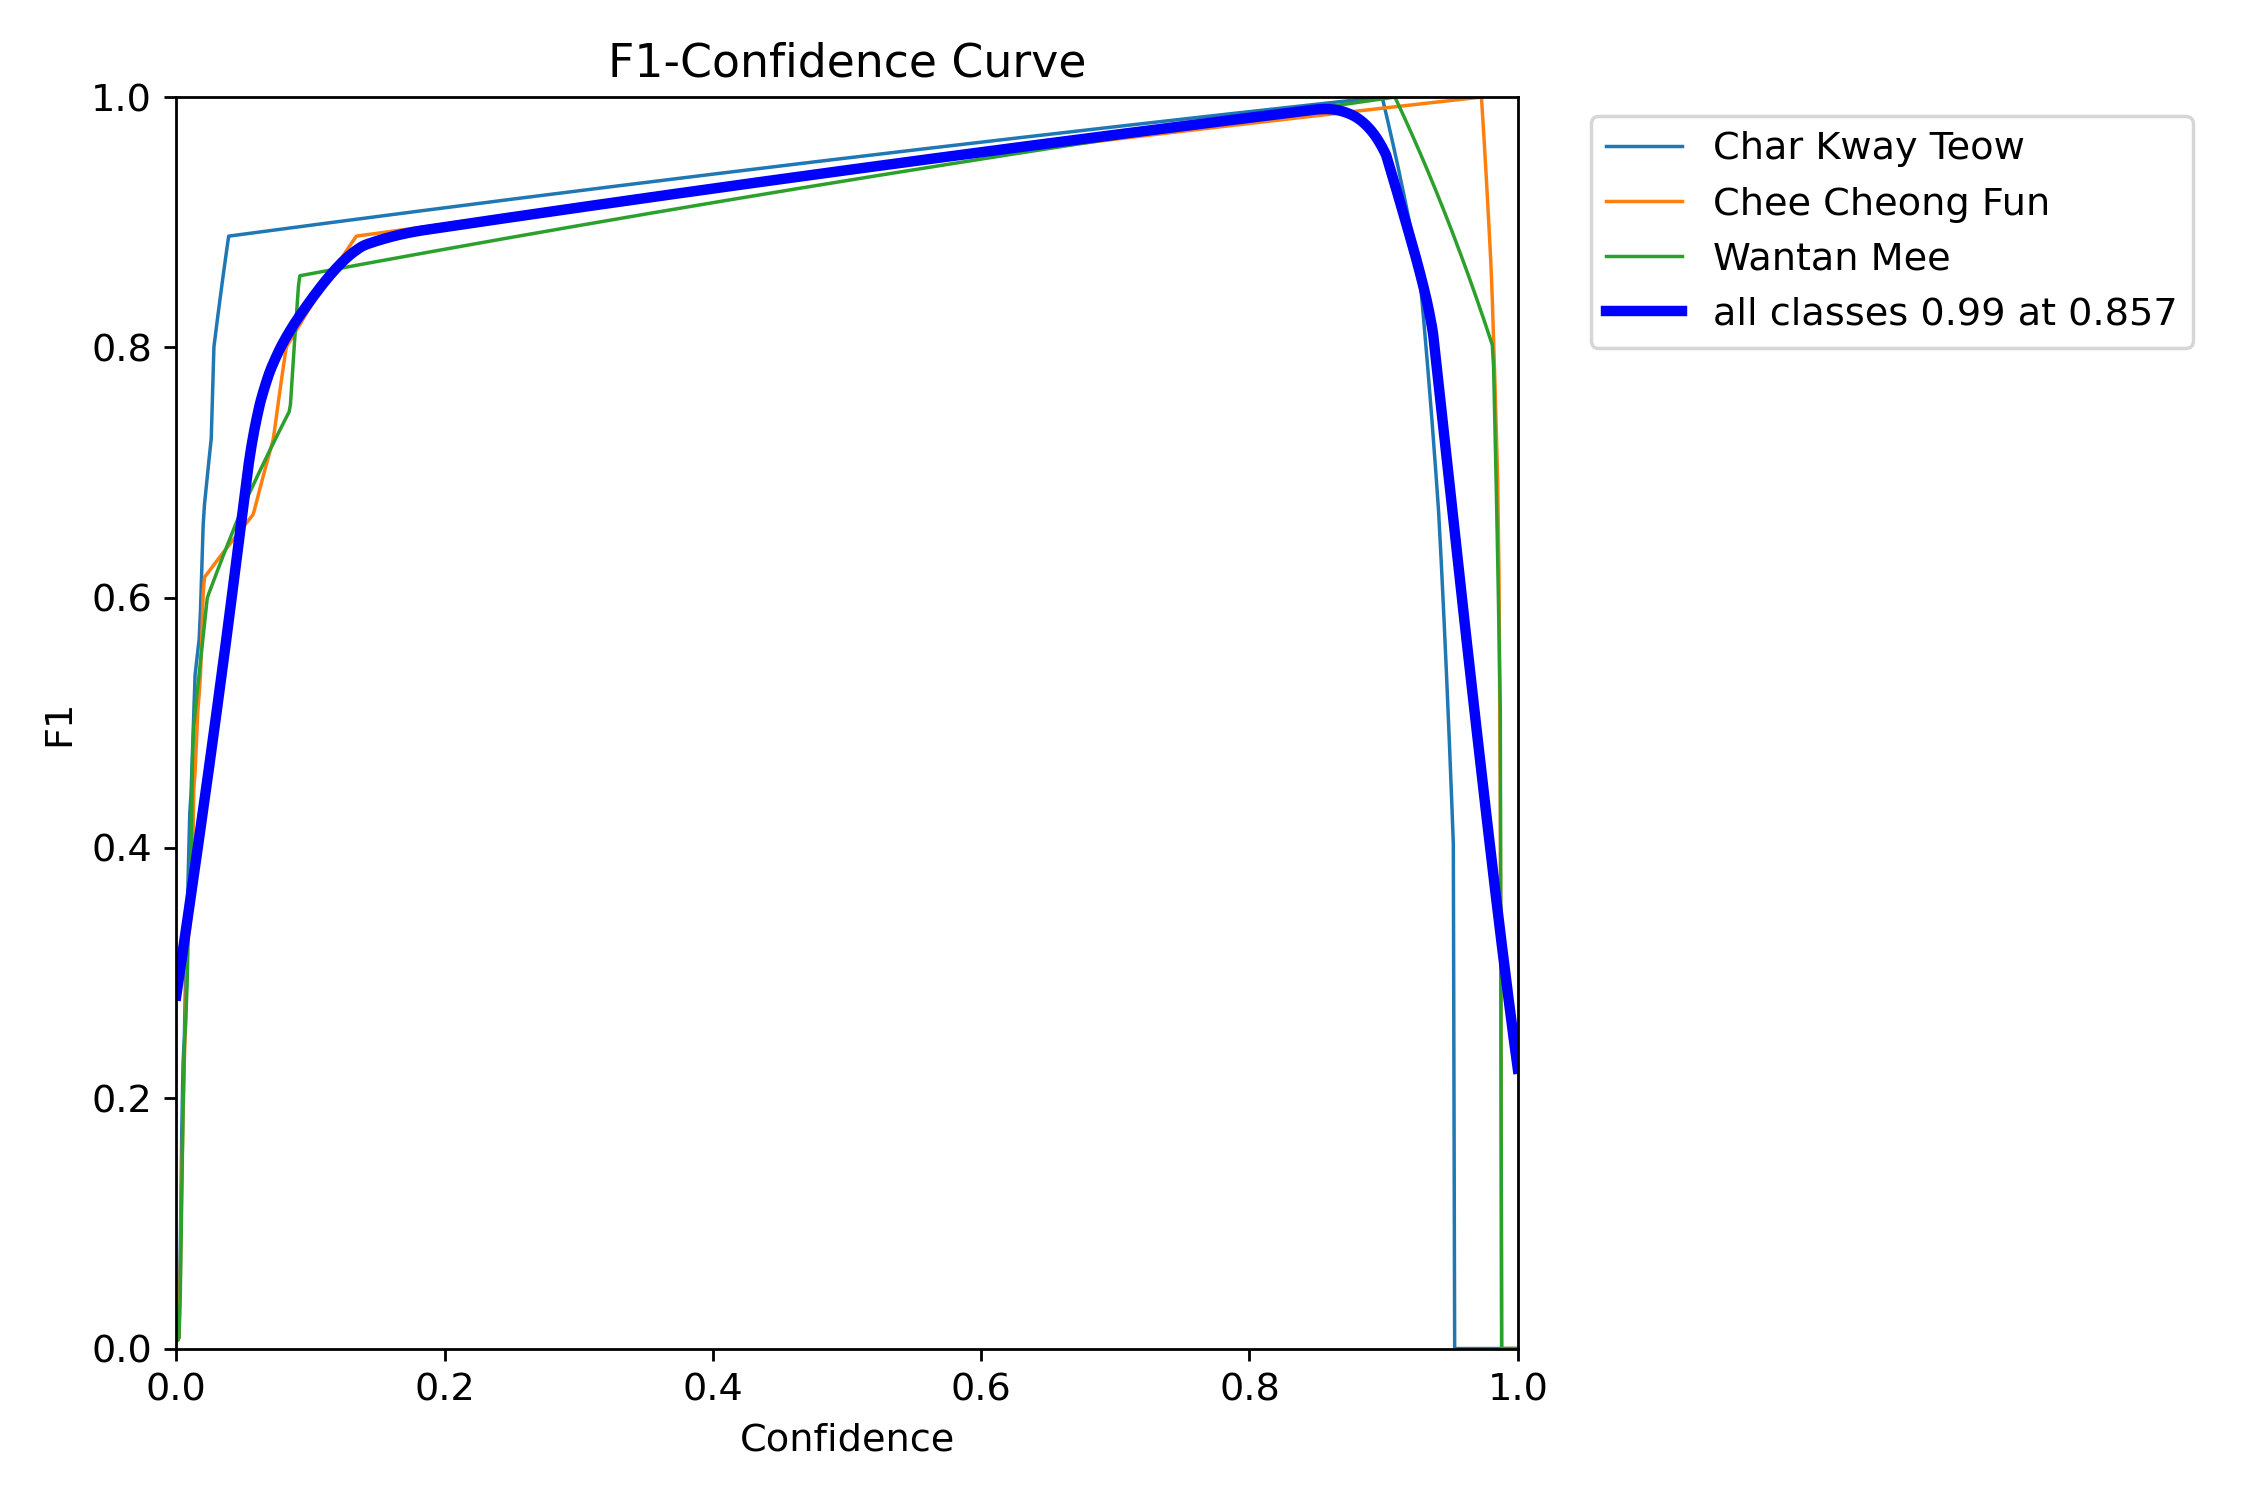 F1-Confidence Curve
1.0
0.8
0.6
0.4
0.2
0.0
F1
0.0 0.2 0.4 0.6 0.8 1.0
Confidence
Char Kway Teow
Chee Cheong Fun
Wantan Mee
all classes 0.99 at 0.857